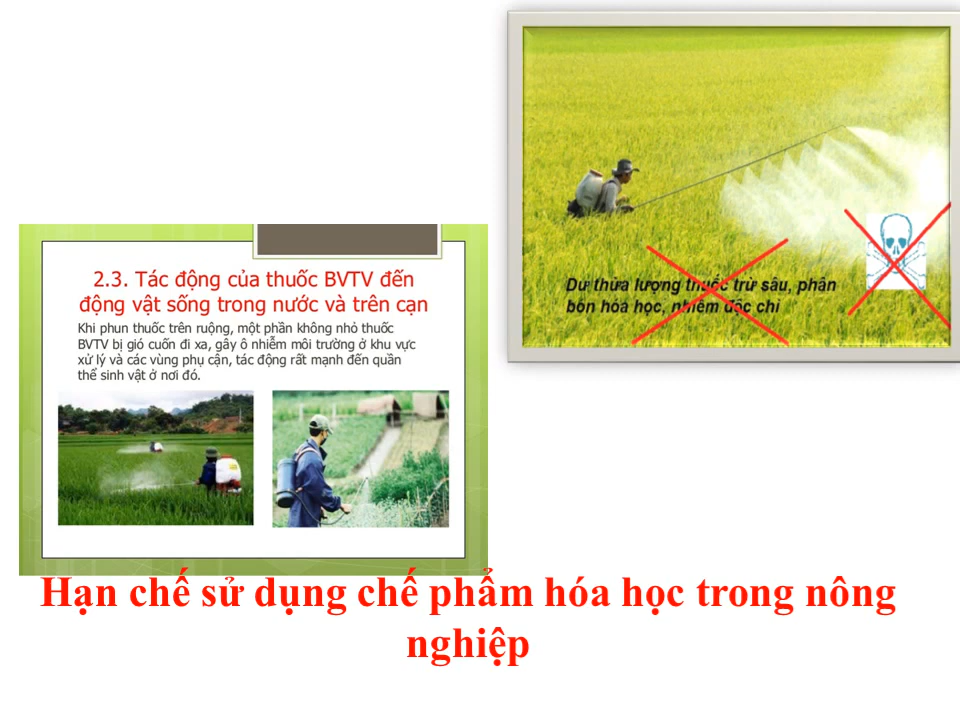 Dư thừa lượng thuốc trừ sâu, phân
bón hóa học, nhiễm độc chì
2.3. Tác động của thuốc BVTV đến
động vật sống trong nước và trên cạn
Khi phun thuốc trên ruộng, một phần không nhỏ thuốc
BVTV bị gió cuốn đi xa, gây ô nhiễm môi trường ở khu vực
xử lý và các vùng phụ cận, tác động rất mạnh đến quần
thể sinh vật ở nơi đó.
Hạn chế sử dụng chế phẩm hóa học trong nông
nghiệp